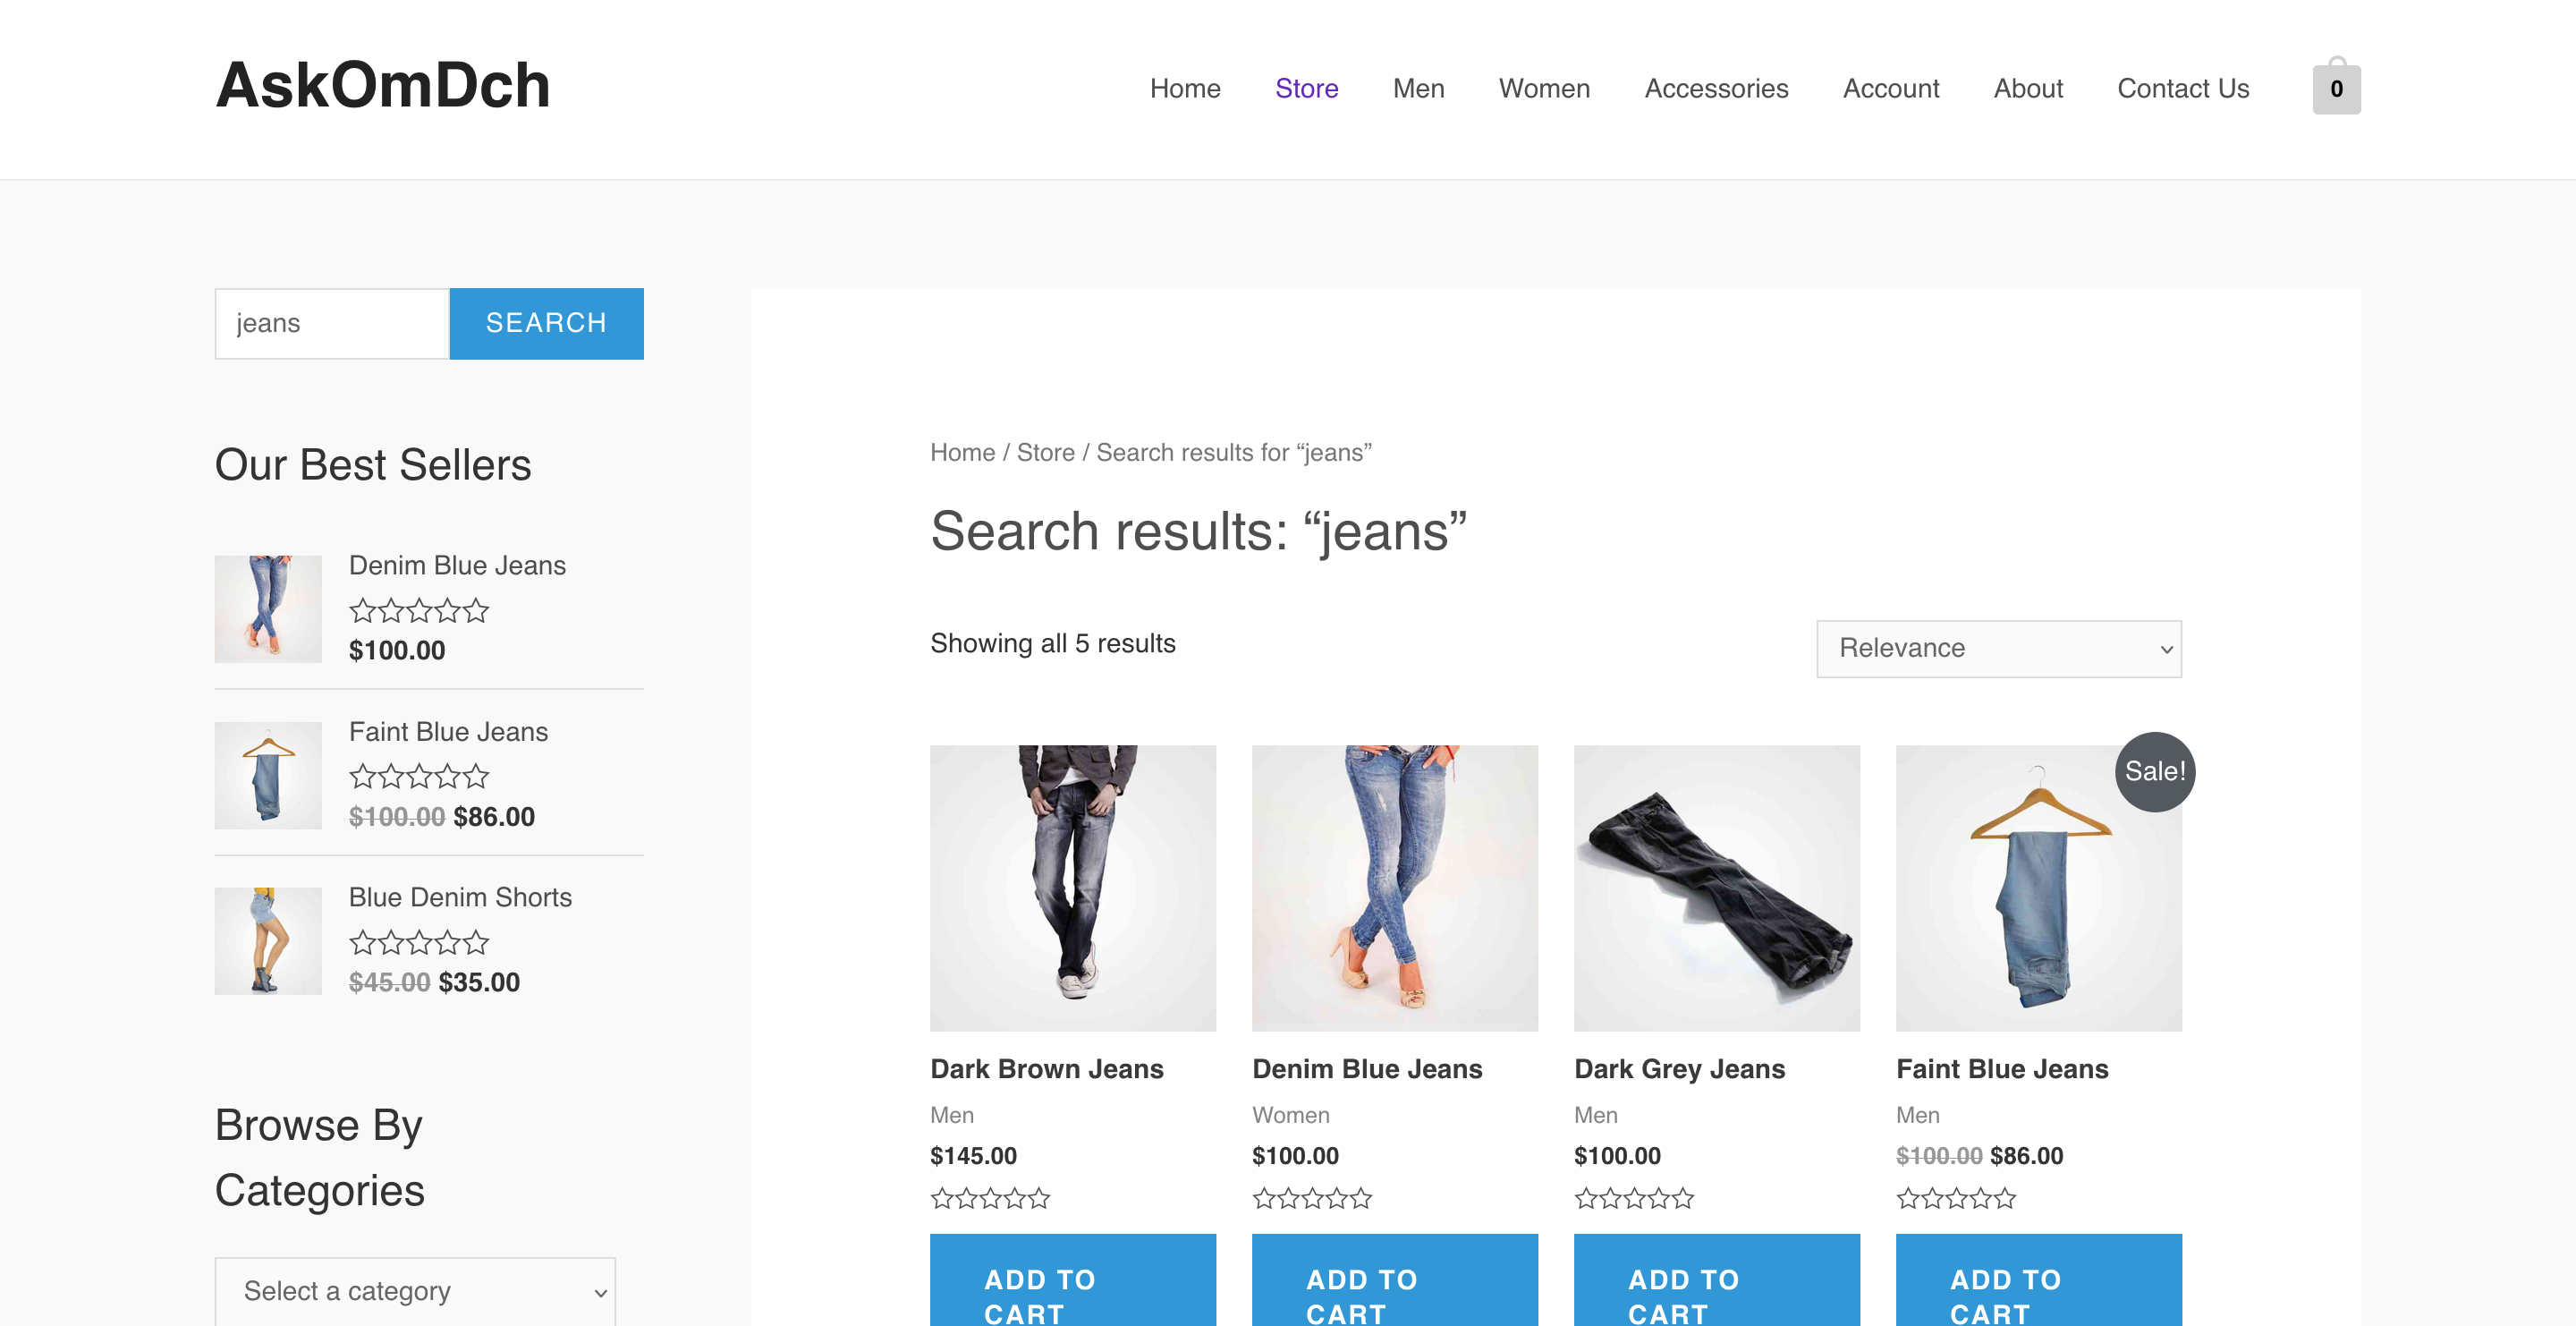 AskOmDch
Home Store Men Women Accessories Account About Contact Us 0
jeans SEARCH
Our Best Sellers
Denim Blue Jeans
$100.00
Faint Blue Jeans
$100.00 $86.00
Blue Denim Shorts
$45.00 $35.00
Browse By
Categories
Select a category
Home / Store / Search results for “jeans”
Search results: “jeans”
Showing all 5 results
Relevance
Sale!
Dark Brown Jeans
Men
$145.00
ADD TO
CART
Denim Blue Jeans
Women
$100.00
ADD TO
CART
Dark Grey Jeans
Men
$100.00
ADD TO
CART
Faint Blue Jeans
Men
$100.00 $86.00
ADD TO
CART